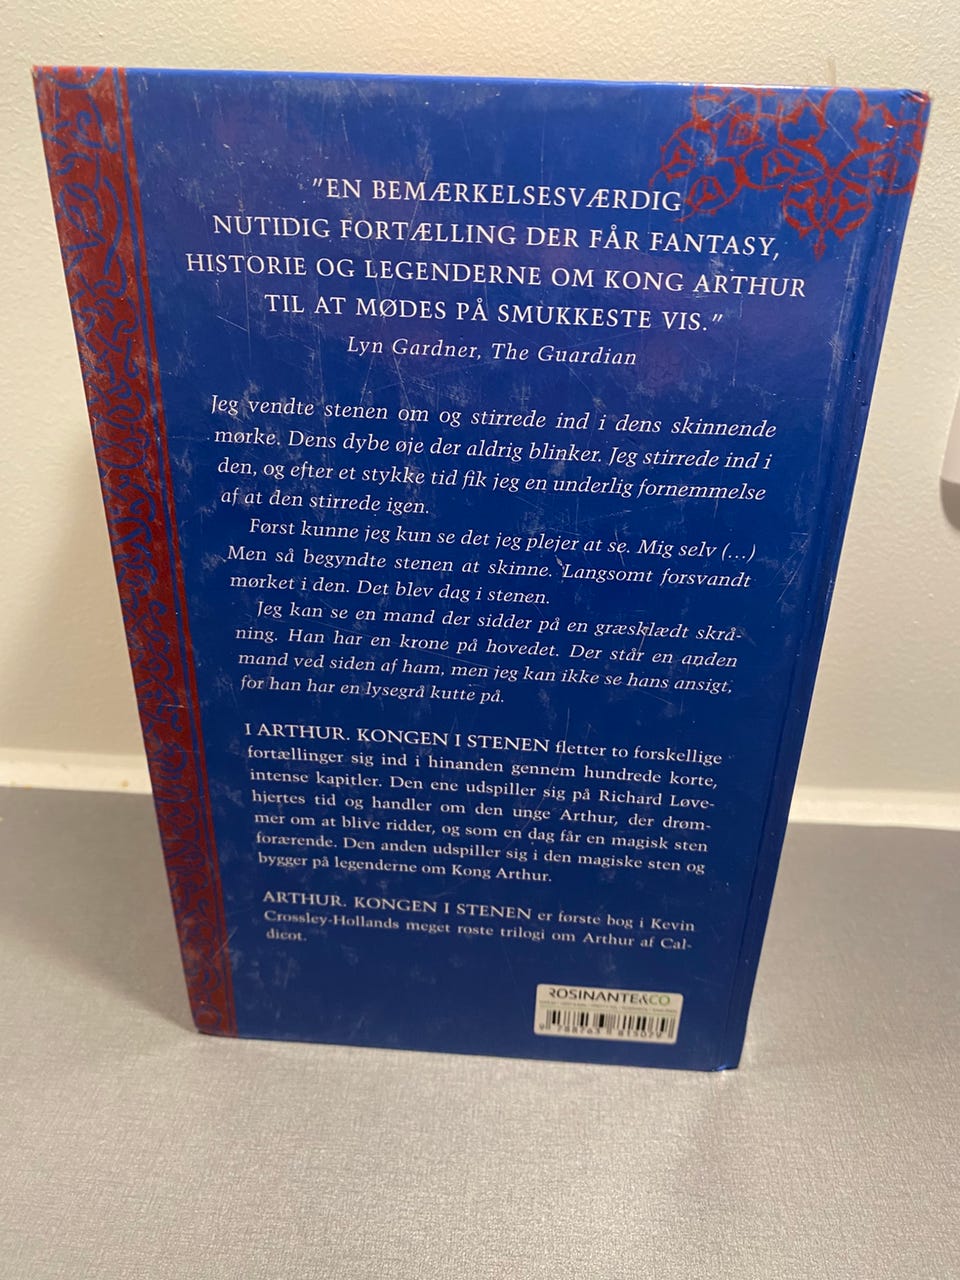 ”EN BEMÆRKELSESVÆRDIG
NUTIDIG FORTÆLLING DER FÅR FANTASY,
HISTORIE OG LEGENDERNE OM KONG ARTHUR
TIL AT MØDES PÅ SMUKKESTE VIS.”
Lyn Gardner, The Guardian
Jeg vendte stenen om og stirrede ind i dens skinnende
mørke. Dens dybe øje der aldrig blinker. Jeg stirrede ind i
den, og efter et stykke tid fik jeg en underlig fornemmelse
af at den stirrede igen.
Først kunne jeg kun se det jeg plejer at se. Mig selv (...)
Men så begyndte stenen at skinne. Langsomt forsvandt
mørket i den. Det blev dag i stenen.
Jeg kan se en mand der sidder på en græsklædt skrå-
ning. Han har en krone på hovedet. Der står en anden
mand ved siden af ham, men jeg kan ikke se hans ansigt,
for han har en lysegrå kutte på.
I ARTHUR. KONGEN I STENEN fletter to forskellige
fortællinger sig ind i hinanden gennem hundrede korte,
intense kapitler. Den ene udspiller sig på Richard Løve-
hjertes tid og handler om den unge Arthur, der drøm-
mer om at blive ridder, og som en dag får en magisk sten
forærende. Den anden udspiller sig i den magiske sten og
bygger på legenderne om Kong Arthur.
ARTHUR. KONGEN I STENEN er første bog i Kevin
Crossley-Hollands meget roste trilogi om Arthur af Cal-
dicot.
ROSINANTE&CO
9 788763 815079